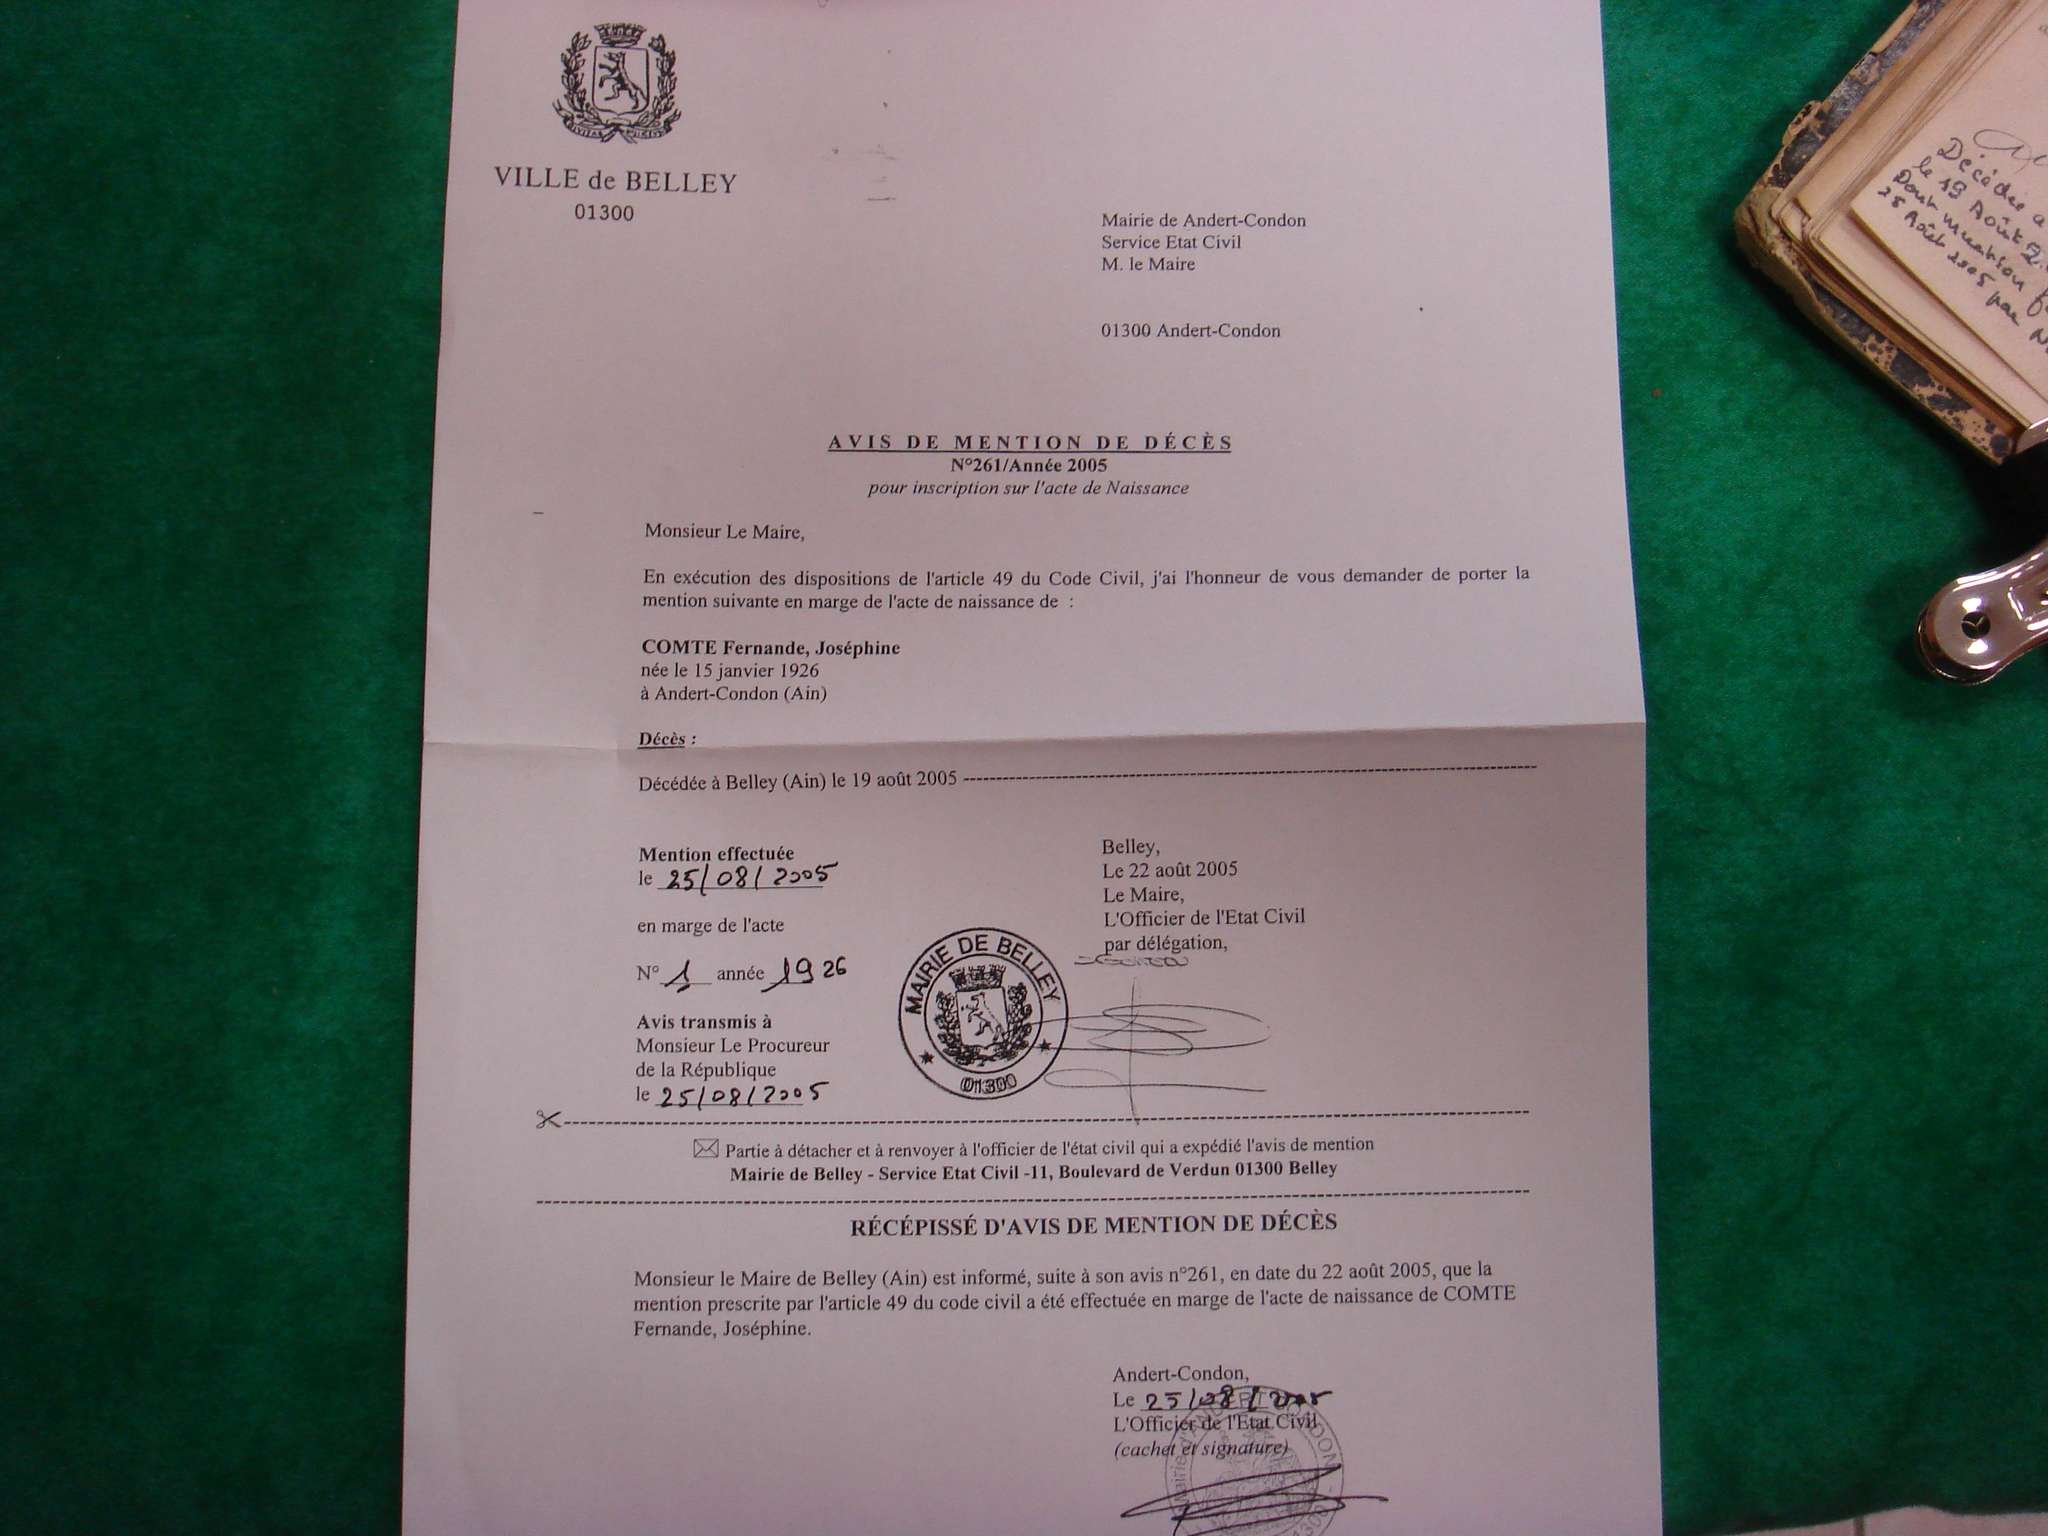 VILLE de BELLEY
01300
Mairie de Andert-Condon
Service Etat Civil
M. le Maire
01300 Andert-Condon
AVIS DE MENTION DE DÉCÈS
N°261/Année 2005
pour inscription sur l'acte de Naissance
Monsieur Le Maire,
En exécution des dispositions de l'article 49 du Code Civil, j'ai l'honneur de vous demander de porter la
mention suivante en marge de l'acte de naissance de :
COMTE Fernande, Joséphine
née le 15 janvier 1926
à Andert-Condon (Ain)
Décès :
Décédée à Belley (Ain) le 19 août 2005
Mention effectuée
le 25/08/2005
en marge de l'acte
N° 1 année 1926
Avis transmis à
Monsieur Le Procureur
de la République
le 25/08/2005
Belley,
Le 22 août 2005
Le Maire,
L'Officier de l'Etat Civil
par délégation,
MAIRIE DE BELLEY
01300
Partie à détacher et à renvoyer à l'officier de l'état civil qui a expédié l'avis de mention
Mairie de Belley - Service Etat Civil -11, Boulevard de Verdun 01300 Belley
RÉCÉPISSÉ D'AVIS DE MENTION DE DÉCÈS
Monsieur le Maire de Belley (Ain) est informé, suite à son avis n°261, en date du 22 août 2005, que la
mention prescrite par l'article 49 du code civil a été effectuée en marge de l'acte de naissance de COMTE
Fernande, Joséphine.
Andert-Condon,
Le 25/08/2005
L'Officier de l'Etat Civil
(cachet et signature)
Mairie d'ANDERT CONDON
01300
Décédée à
le 19 Août
Dont mention
25 Août 2005 par